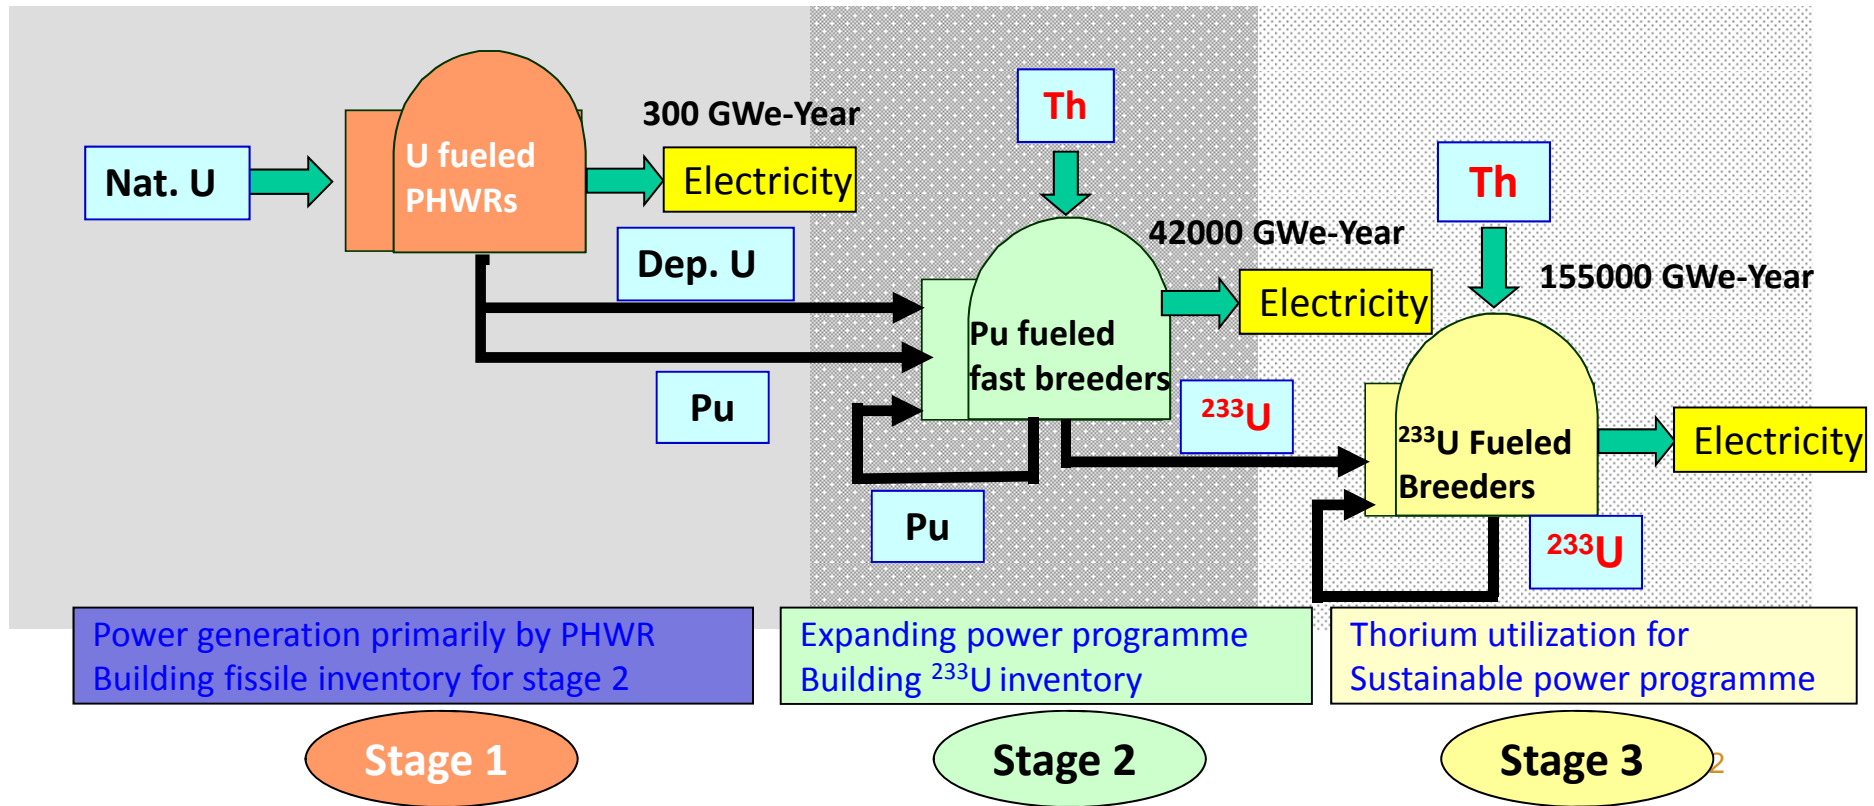 300 GWe-Year
Nat. U
U fueled
PHWRs
Electricity
Dep. U
Pu
Th
42000 GWe-Year
Electricity
Pu fueled
fast breeders
²³³U
Pu
Th
155000 GWe-Year
²³³U Fueled
Breeders
Electricity
²³³U
Power generation primarily by PHWR
Building fissile inventory for stage 2
Expanding power programme
Building ²³³U inventory
Thorium utilization for
Sustainable power programme
Stage 1
Stage 2
Stage 3
2